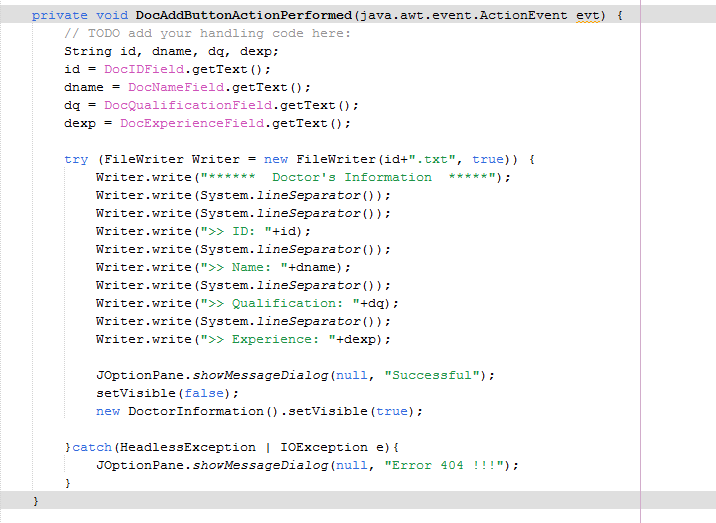 private void DocAddButtonActionPerformed(java.awt.event.ActionEvent evt) {
// TODO add your handling code here:
String id, dname, dq, dexp;
id = DocIDField.getText();
dname = DocNameField.getText();
dq = DocQualificationField.getText();
dexp = DocExperienceField.getText();
try (FileWriter Writer = new FileWriter(id+".txt", true)) {
Writer.write("****** Doctor's Information *****");
Writer.write(System.lineSeparator());
Writer.write(System.lineSeparator());
Writer.write(">> ID: "+id);
Writer.write(System.lineSeparator());
Writer.write(">> Name: "+dname);
Writer.write(System.lineSeparator());
Writer.write(">> Qualification: "+dq);
Writer.write(System.lineSeparator());
Writer.write(">> Experience: "+dexp);
JOptionPane.showMessageDialog(null, "Successful");
setVisible(false);
new DoctorInformation().setVisible(true);
}catch(HeadlessException | IOException e){
JOptionPane.showMessageDialog(null, "Error 404 !!!");
}
}